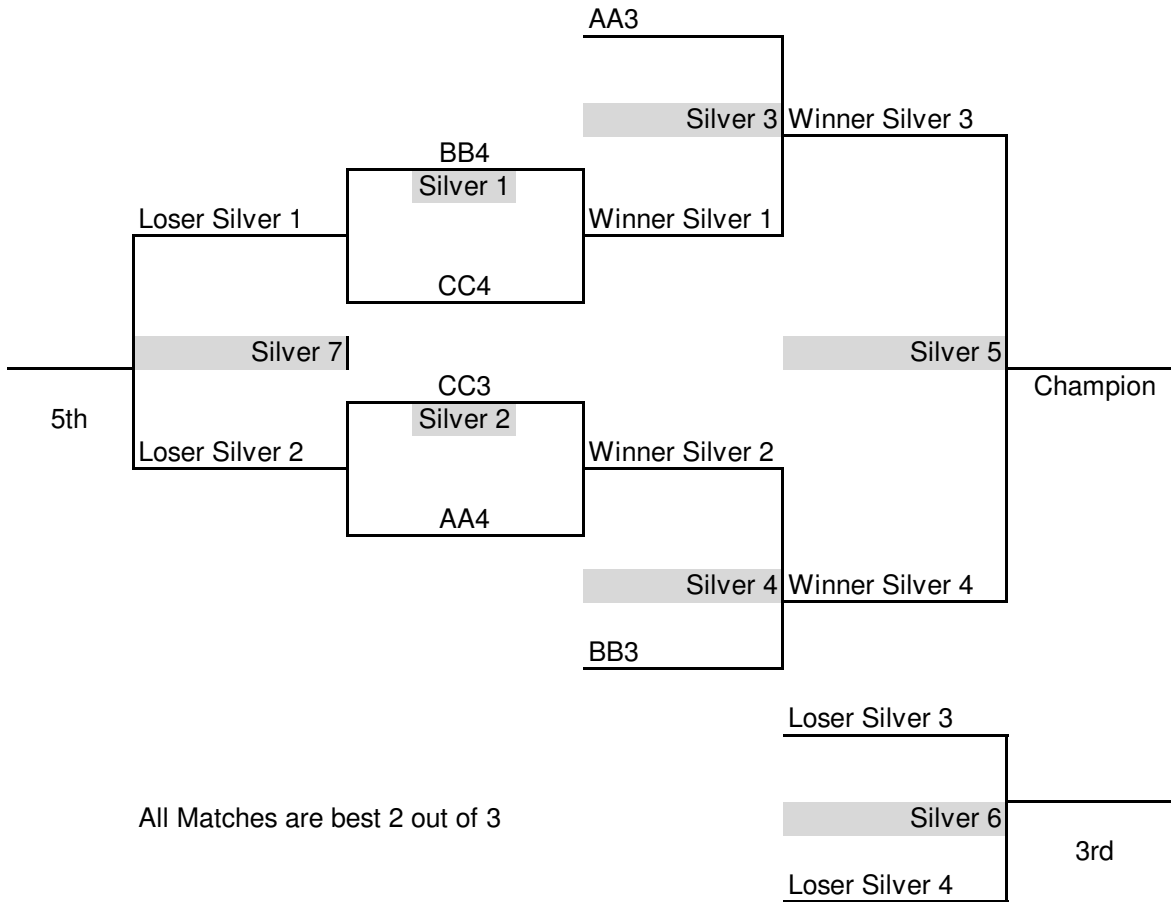 AA3
Silver 3 Winner Silver 3
BB4
Silver 1
Loser Silver 1 Winner Silver 1
CC4
Silver 7 Silver 5
CC3 Champion
5th Silver 2
Loser Silver 2 Winner Silver 2
AA4
Silver 4 Winner Silver 4
BB3
Loser Silver 3
All Matches are best 2 out of 3 Silver 6
3rd
Loser Silver 4